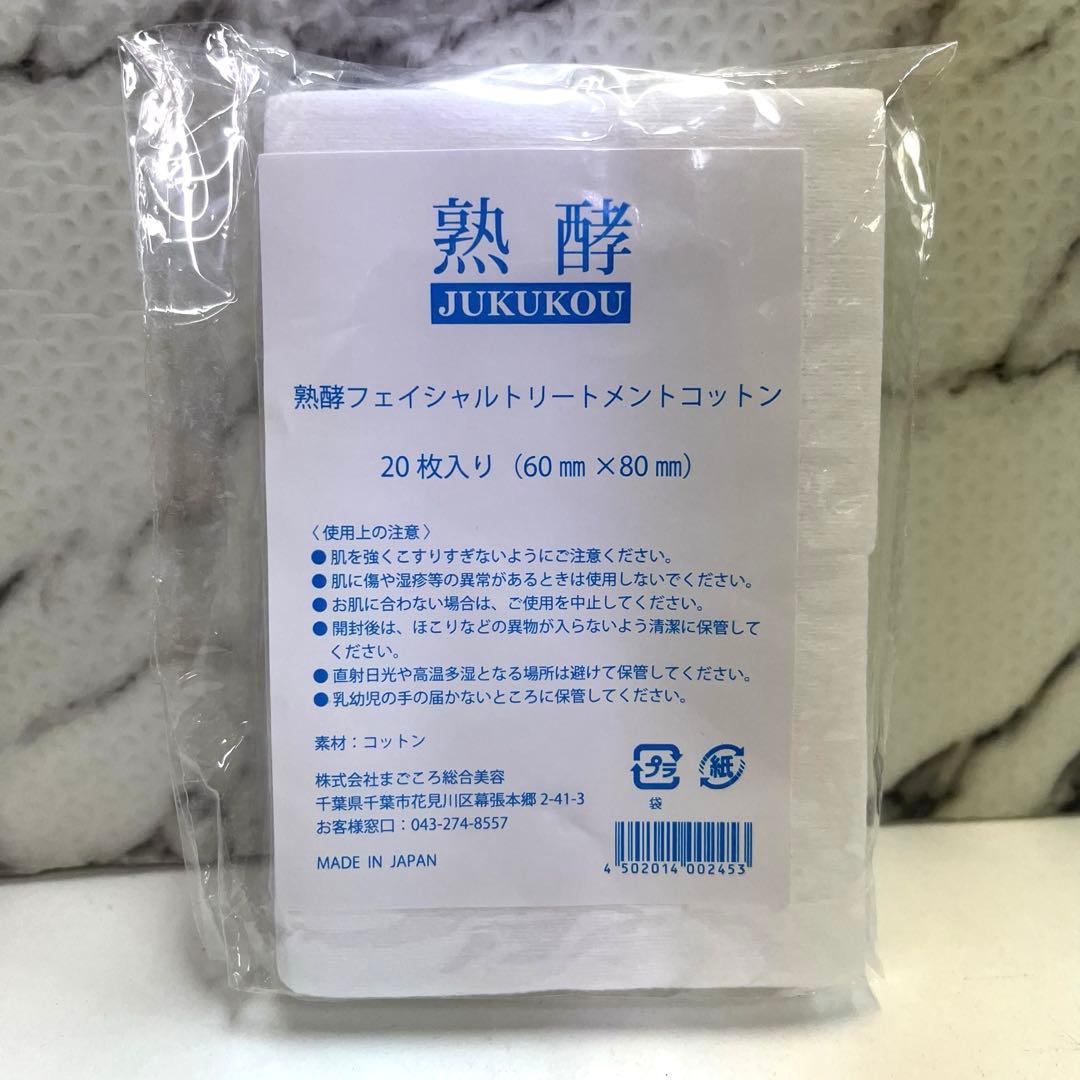 熟酵
JUKUKOU
熟酵フェイシャルトリートメントコットン
20枚入り（60㎜×80㎜）
〈使用上の注意〉
●肌を強くこすりすぎないようにご注意ください。
●肌に傷や湿疹等の異常があるときは使用しないでください。
●お肌に合わない場合は、ご使用を中止してください。
●開封後は、ほこりなどの異物が入らないよう清潔に保管して
ください。
●直射日光や高温多湿となる場所は避けて保管してください。
●乳幼児の手の届かないところに保管してください。
素材：コットン
プラ 紙
袋
株式会社まごころ総合美容
千葉県千葉市花見川区幕張本郷2-41-3
お客様窓口：043-274-8557
MADE IN JAPAN
4 502014 002453